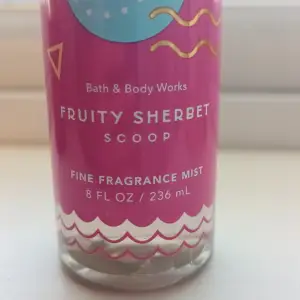 Bath & Body Works
FRUITY SHERBET
SCOOP
FINE FRAGRANCE MIST
8 FL OZ / 236 mL